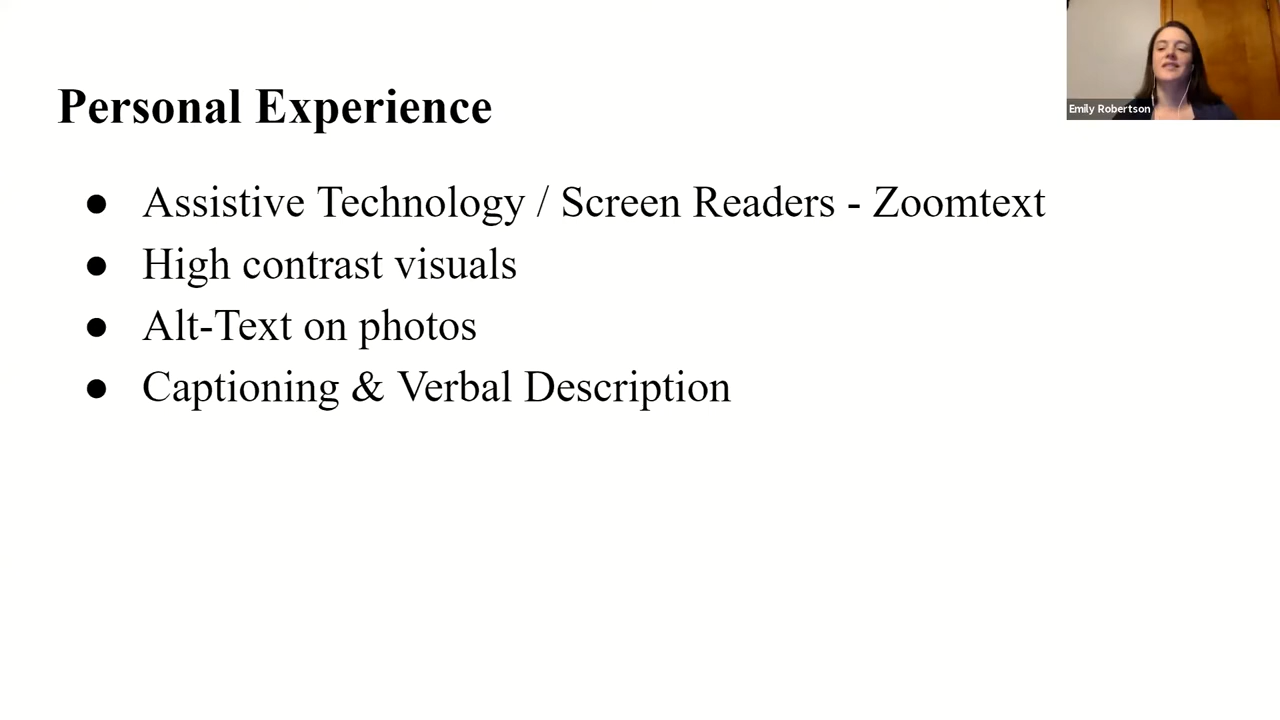 Personal Experience
● Assistive Technology / Screen Readers - Zoomtext
● High contrast visuals
● Alt-Text on photos
● Captioning & Verbal Description
Emily Robertson